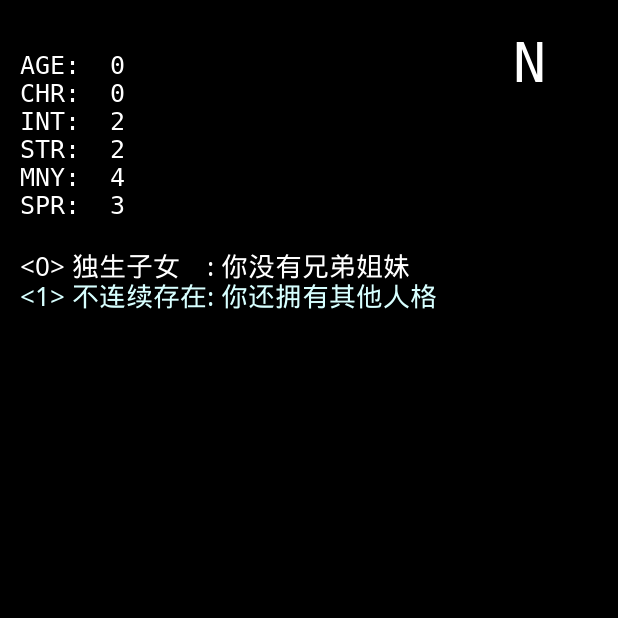 N
AGE: 0
CHR: 0
INT: 2
STR: 2
MNY: 4
SPR: 3
<0> 独生子女 : 你没有兄弟姐妹
<1> 不连续存在: 你还拥有其他人格